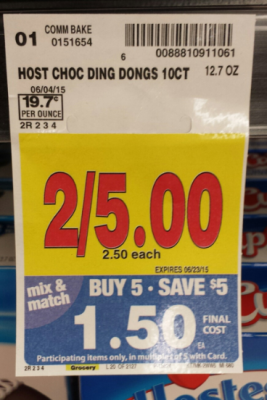 COMM BAKE
01 0151654
6 0088810911061
HOST CHOC DING DONGS 10CT 12.7 OZ
06/04/15
19.7¢
PER OUNCE
2R 2 3 4
2/5.00
2.50 each
EXPIRES 06/23/15
mix & match
BUY 5 · SAVE $5
1.50 EA
FINAL COST
Participating items only, in multiples of 5 with Card.
2R 2 3 4 Grocery